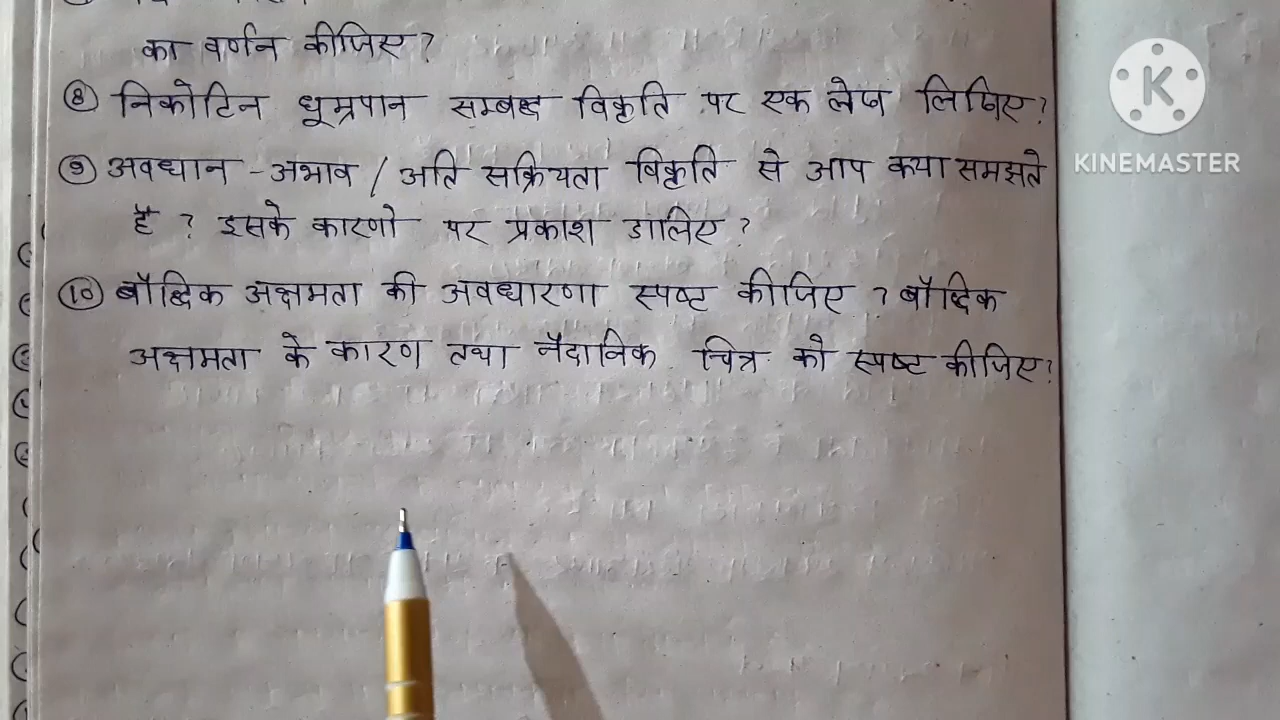 का वर्णन कीजिए?
⑧ निकोटिन धूम्रपान सम्बद्ध विकृति पर एक लेख लिखिए?
⑨ अवधान - अभाव / अति सक्रियता विकृति से आप क्या समझते
है ? इसके कारणो पर प्रकाश डालिए?
⑩ बौद्धिक अक्षमता की अवधारणा स्पष्ट कीजिए ? बौद्धिक
अक्षमता के कारण तथा नैदानिक चित्र को स्पष्ट कीजिए?
K
KINEMASTER